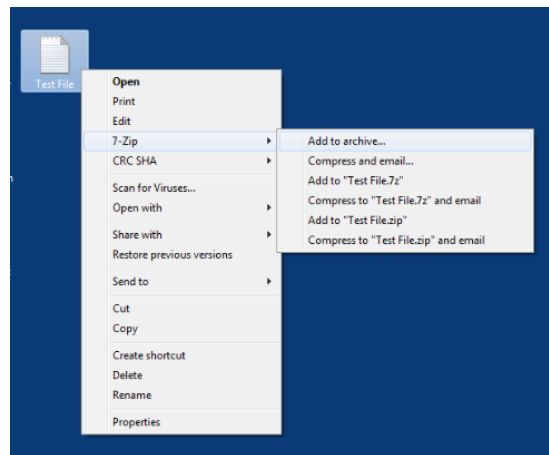 Test File
Open
Print
Edit
7-Zip
CRC SHA
Scan for Viruses...
Open with
Share with
Restore previous versions
Send to
Cut
Copy
Create shortcut
Delete
Rename
Properties
Add to archive...
Compress and email...
Add to "Test File.7z"
Compress to "Test File.7z" and email
Add to "Test File.zip"
Compress to "Test File.zip" and email